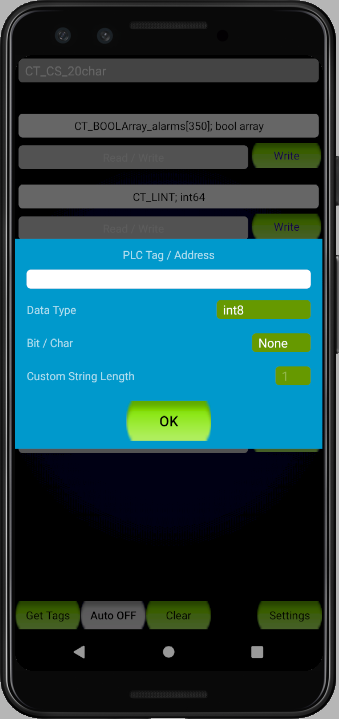 CT_CS_20char
CT_BOOLArray_alarms[350]; bool array
Read / Write
Write
CT_LINT; int64
Read / Write
Write
PLC Tag / Address
Data Type
int8
Bit / Char
None
Custom String Length
1
OK
Get Tags
Auto OFF
Clear
Settings